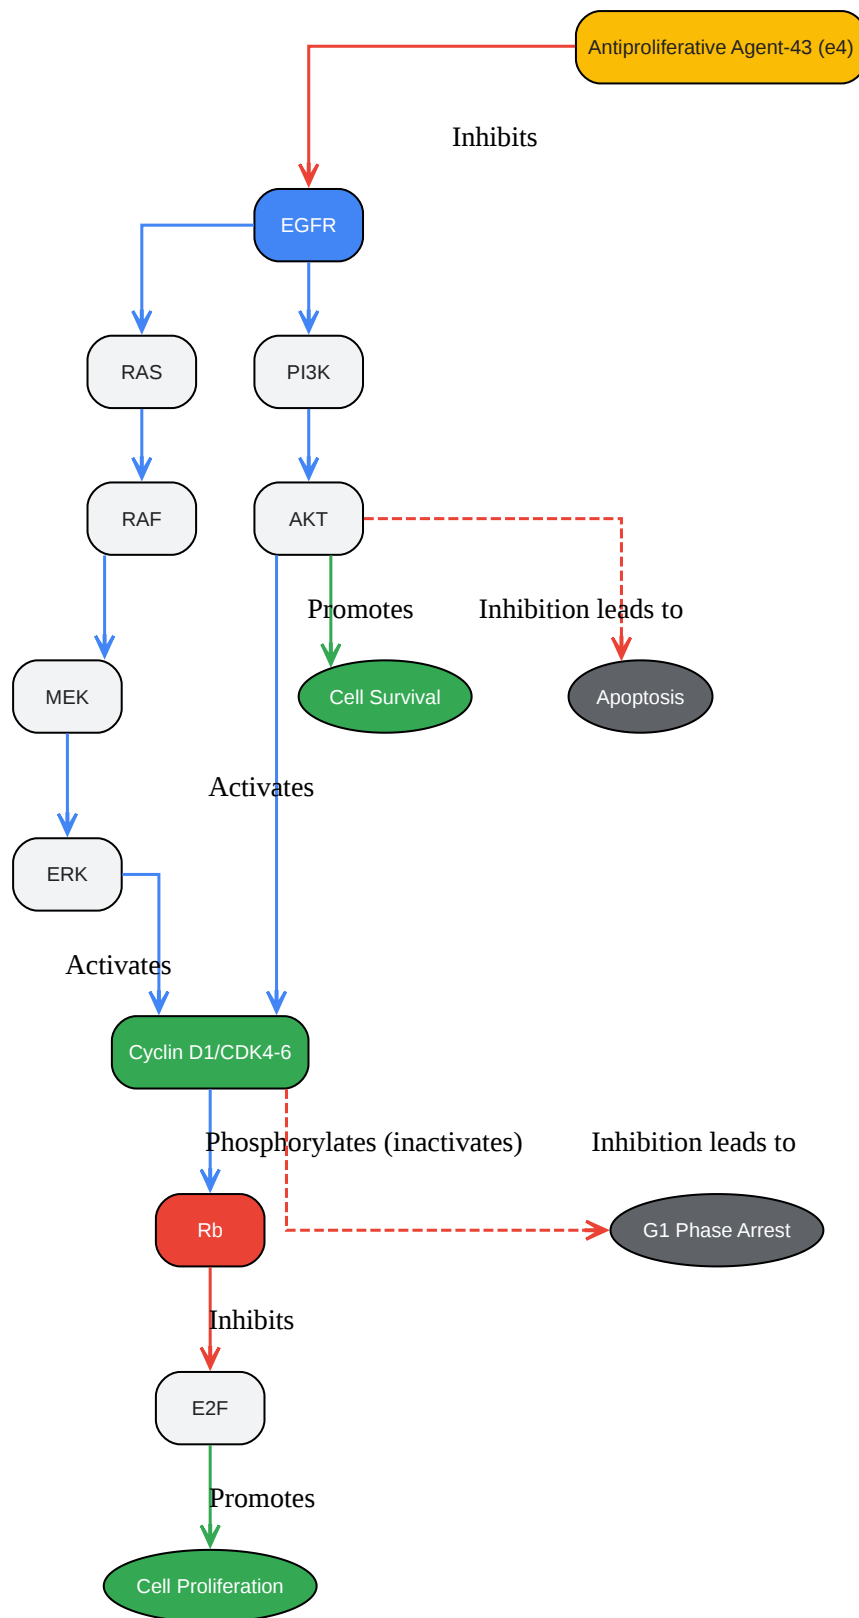 Antiproliferative Agent-43 (e4)
Inhibits
EGFR
RAS
PI3K
RAF
AKT
Promotes
Inhibition leads to
MEK
Cell Survival
Apoptosis
Activates
ERK
Activates
Cyclin D1/CDK4-6
Phosphorylates (inactivates)
Inhibition leads to
Rb
G1 Phase Arrest
Inhibits
E2F
Promotes
Cell Proliferation